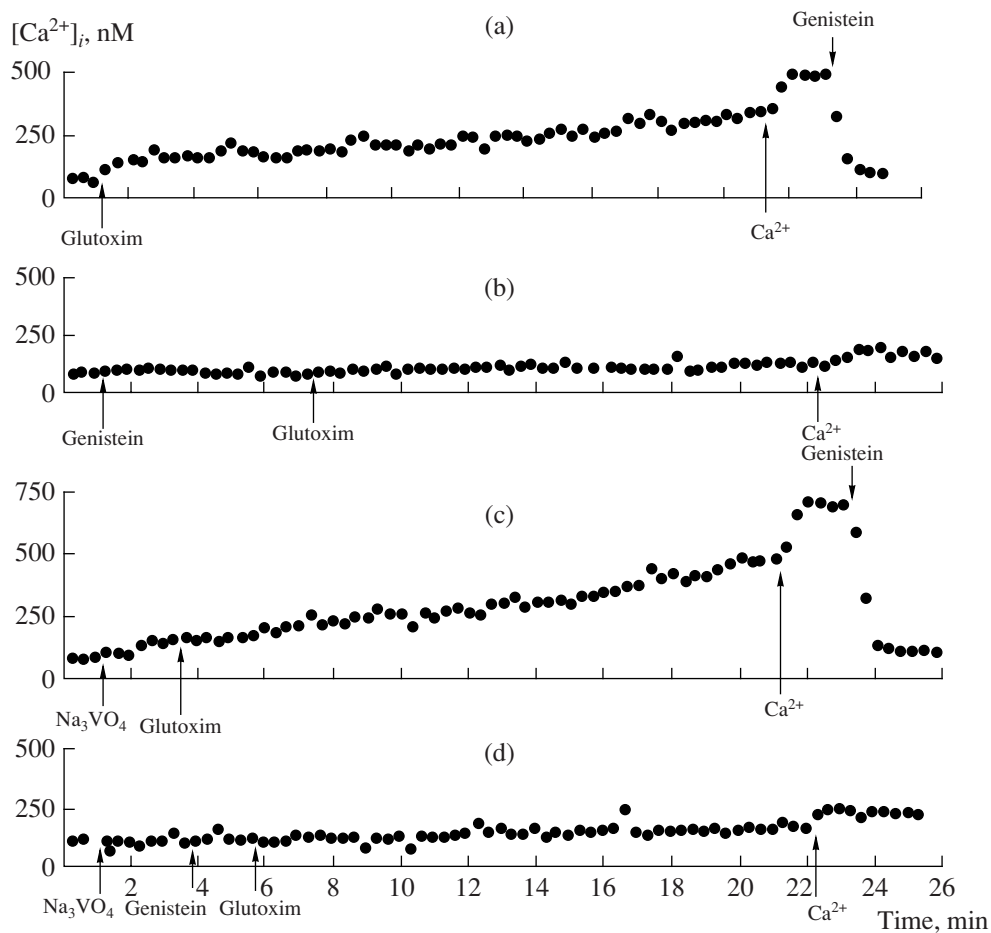 [Ca²⁺]ᵢ, nM
(a)
Genistein
500
250
0
Glutoxim
Ca²⁺
500
(b)
250
0
Genistein
Glutoxim
Ca²⁺
Genistein
750
(c)
500
250
0
Na₃VO₄
Glutoxim
Ca²⁺
500
(d)
250
0
2 4 6 8 10 12 14 16 18 20 22 24 26
Na₃VO₄ Genistein Glutoxim Ca²⁺
Time, min